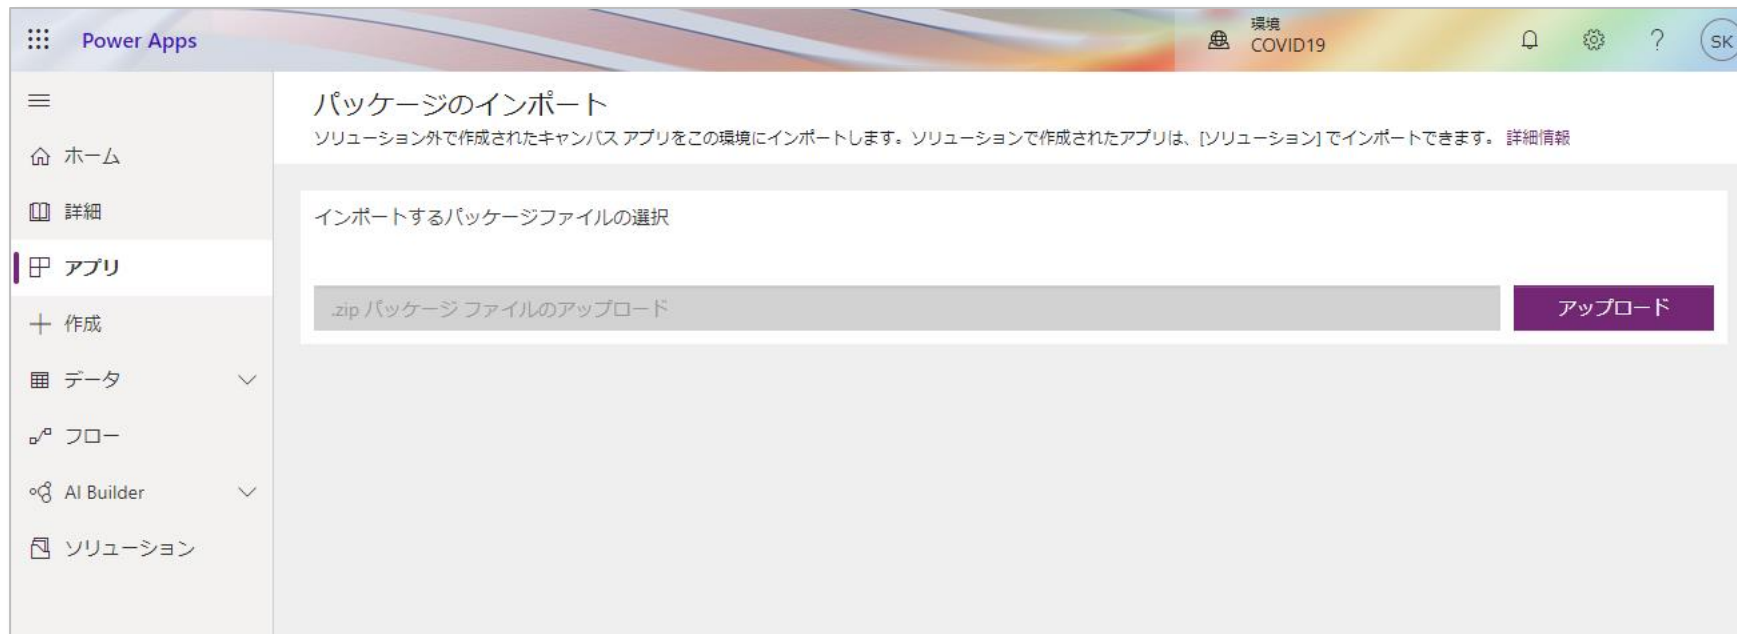 Power Apps
環境
COVID19
?
SK
ホーム
詳細
アプリ
作成
データ
フロー
AI Builder
ソリューション
パッケージのインポート
ソリューション外で作成されたキャンバス アプリをこの環境にインポートします。ソリューションで作成されたアプリは、[ソリューション] でインポートできます。 詳細情報
インポートするパッケージファイルの選択
.zip パッケージ ファイルのアップロード
アップロード